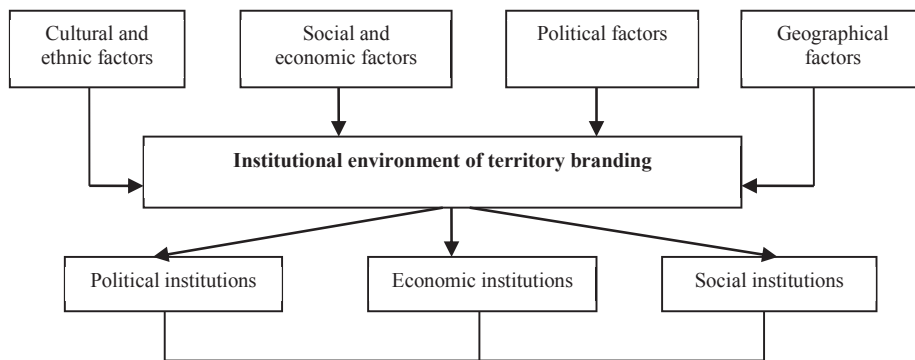 Cultural and
ethnic factors
Social and
economic factors
Political factors
Geographical
factors
Institutional environment of territory branding
Political institutions
Economic institutions
Social institutions